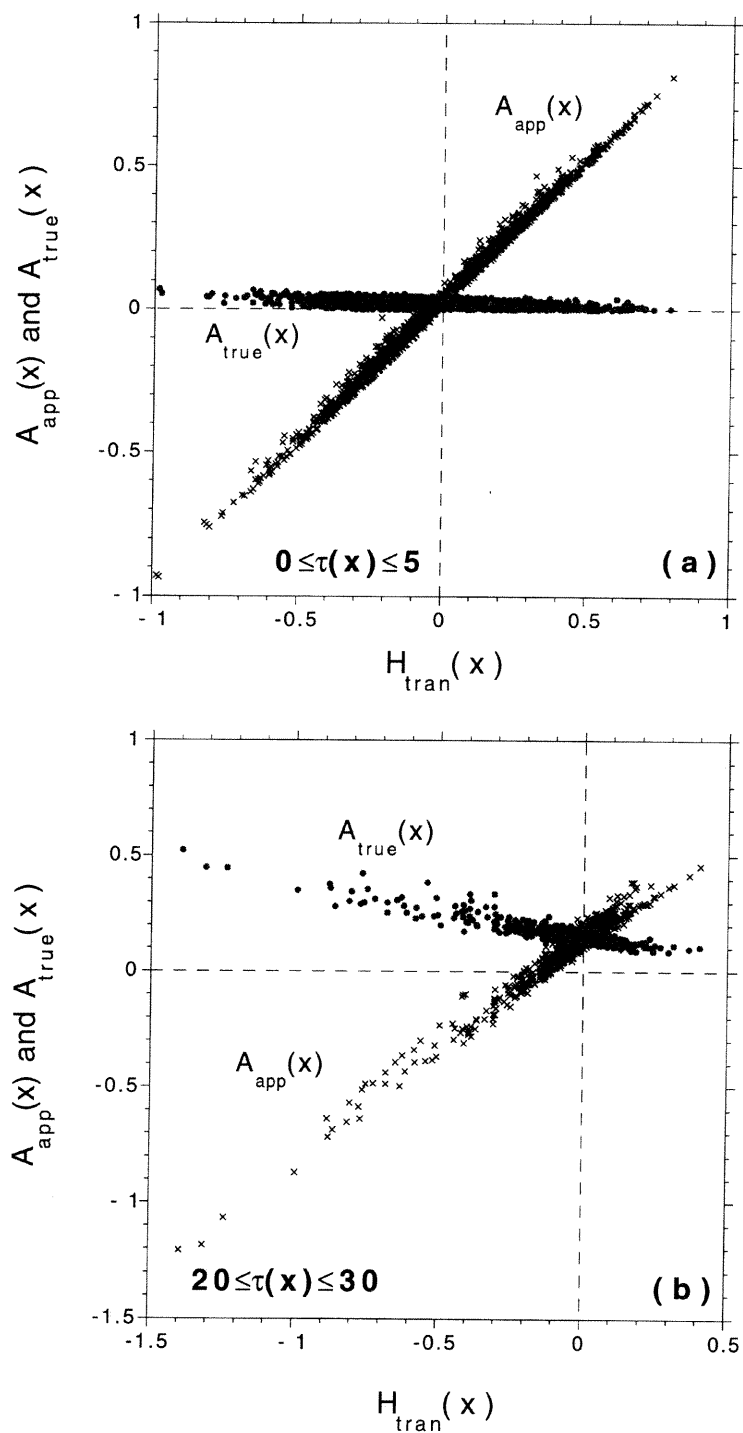 1
0.5
0
-0.5
-1
A_app(x) and A_true(x)
A_app(x)
A_true(x)
0≤τ(x)≤5
(a)
-1
-0.5
0
0.5
1
H_tran(x)
1
0.5
0
-0.5
-1
-1.5
A_app(x) and A_true(x)
A_true(x)
A_app(x)
20≤τ(x)≤30
(b)
-1.5
-1
-0.5
0
0.5
H_tran(x)